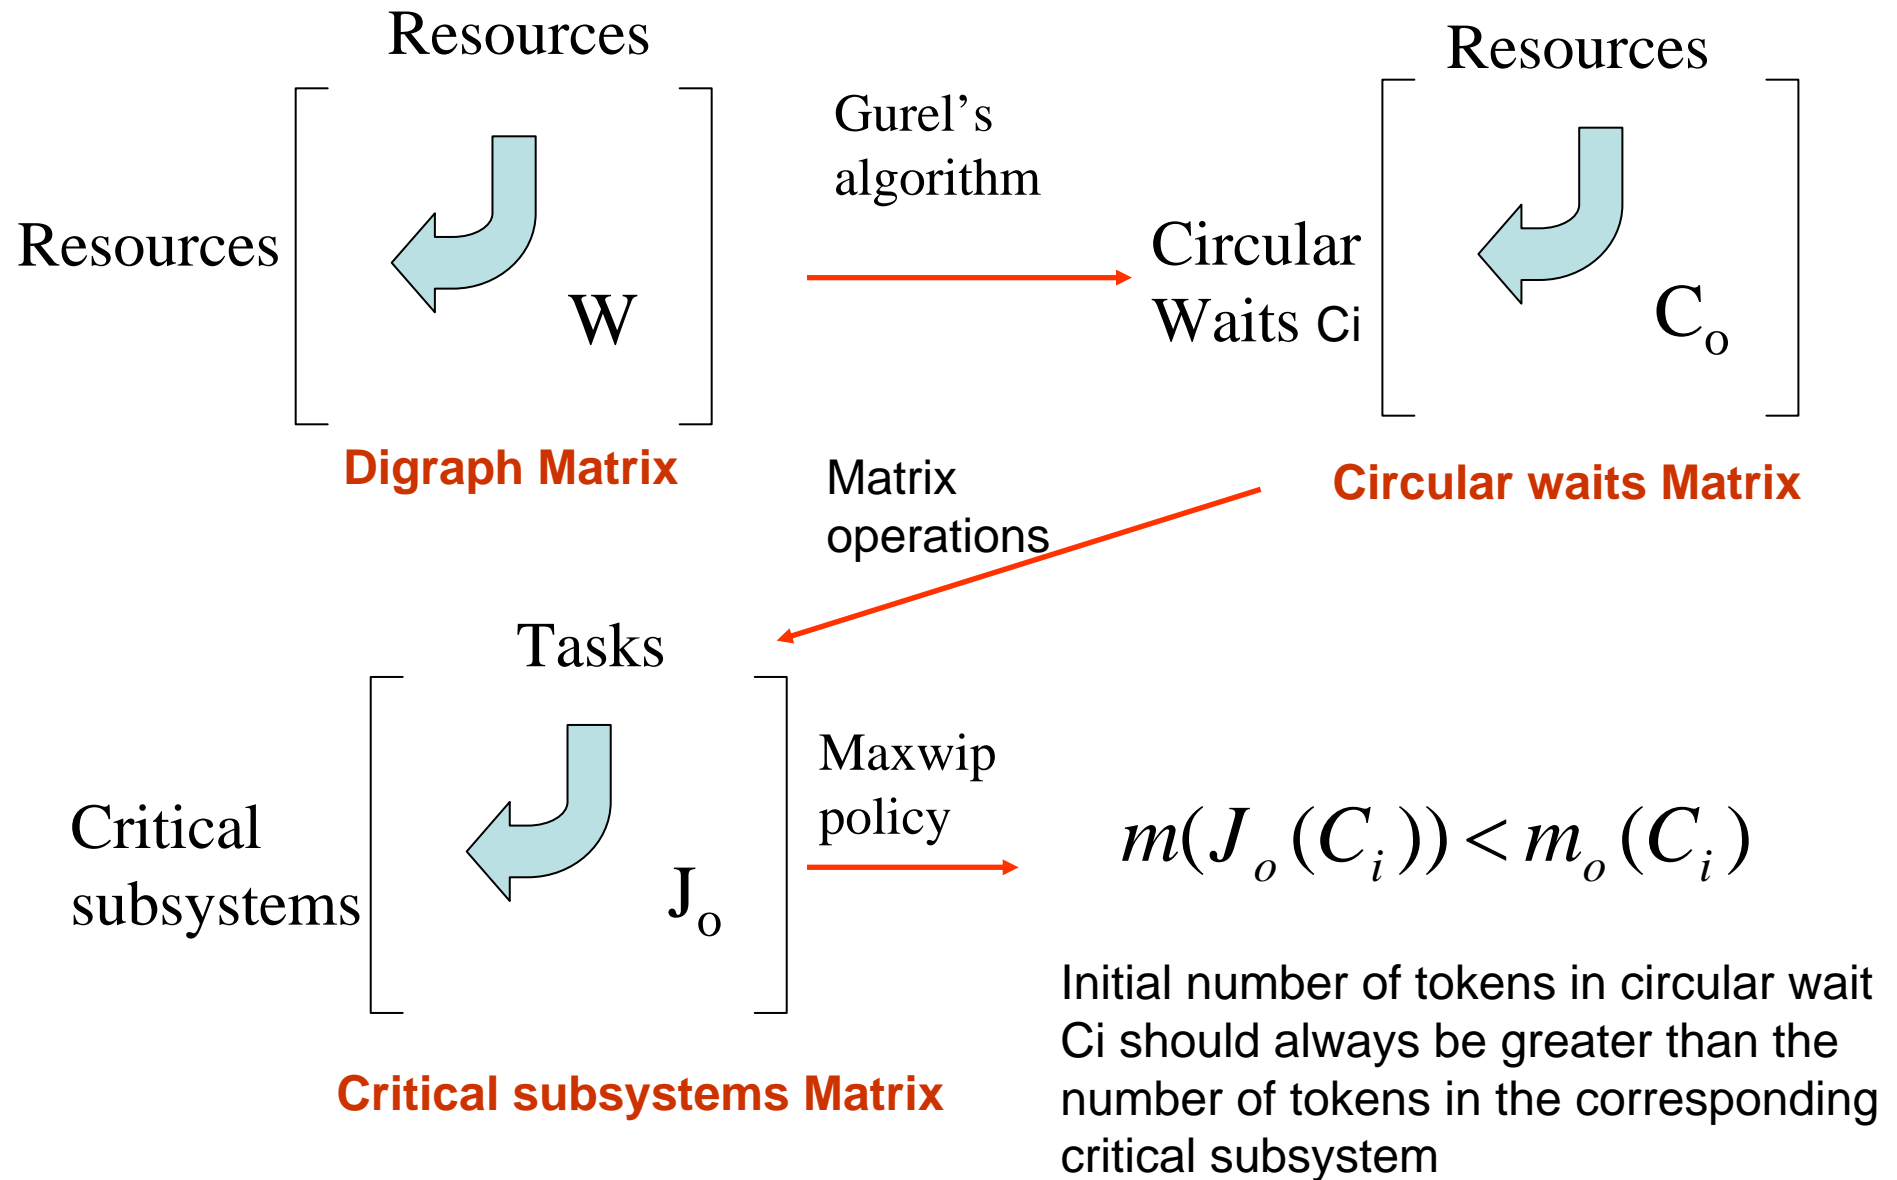 Resources
Resources
W
Digraph Matrix
Gurel's
algorithm
Resources
Circular
Waits Ci
Co
Circular waits Matrix
Matrix
operations
Tasks
Critical
subsystems
Jo
Critical subsystems Matrix
Maxwip
policy
m(Jo(Ci)) < mo(Ci)
Initial number of tokens in circular wait
Ci should always be greater than the
number of tokens in the corresponding
critical subsystem